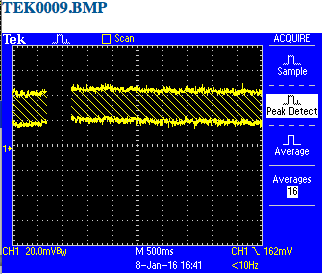 TEK0009.BMP
Tek Scan ACQUIRE
Sample
Peak Detect
Average
Averages
16
1
CH1 20.0mVBW M 500ms CH1 \ 162mV
8-Jan-16 16:41 <10Hz